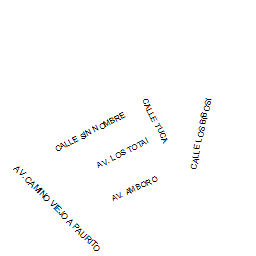 CALLE SIN NOMBRE
CALLE TUCA
CALLE LOS BIBOSI
AV. LOS TOTAI
AV. AMBORO
AV. CAMINO VIEJO A PAURITO